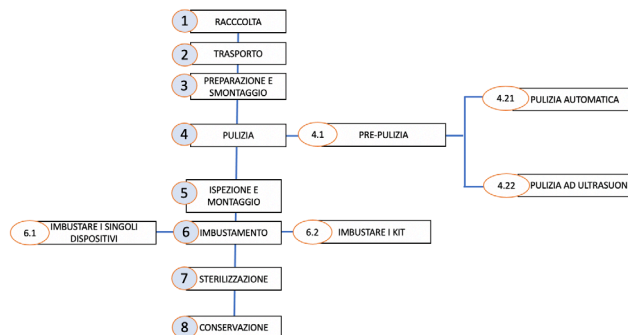 1 RACCCOLTA
2 TRASPORTO
3 PREPARAZIONE E
SMONTAGGIO
4.21 PULIZIA AUTOMATICA
4 PULIZIA
4.1 PRE-PULIZIA
4.22 PULIZIA AD ULTRASUON
5 ISPEZIONE E
MONTAGGIO
6.1 IMBUSTARE I SINGOLI
DISPOSITIVI
6 IMBUSTAMENTO
6.2 IMBUSTARE I KIT
7 STERILIZZAZIONE
8 CONSERVAZIONE